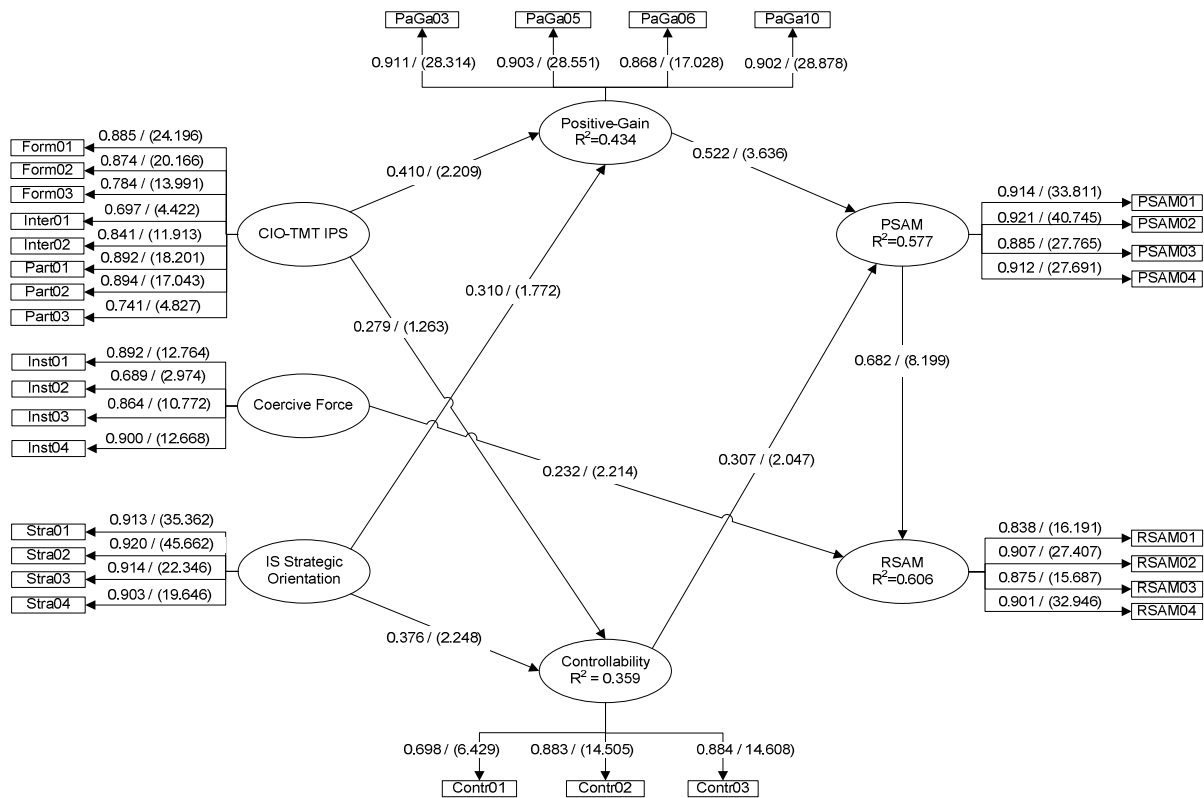 PaGa03
PaGa05
PaGa06
PaGa10
0.911 / (28.314)
0.903 / (28.551)
0.868 / (17.028)
0.902 / (28.878)
Positive-Gain
R²=0.434
Form01
Form02
Form03
Inter01
Inter02
Part01
Part02
Part03
0.885 / (24.196)
0.874 / (20.166)
0.784 / (13.991)
0.697 / (4.422)
0.841 / (11.913)
0.892 / (18.201)
0.894 / (17.043)
0.741 / (4.827)
CIO-TMT IPS
0.410 / (2.209)
0.522 / (3.636)
0.310 / (1.772)
0.279 / (1.263)
PSAM
R²=0.577
0.914 / (33.811)
0.921 / (40.745)
0.885 / (27.765)
0.912 / (27.691)
PSAM01
PSAM02
PSAM03
PSAM04
Inst01
Inst02
Inst03
Inst04
0.892 / (12.764)
0.689 / (2.974)
0.864 / (10.772)
0.900 / (12.668)
Coercive Force
0.682 / (8.199)
0.232 / (2.214)
0.307 / (2.047)
Stra01
Stra02
Stra03
Stra04
0.913 / (35.362)
0.920 / (45.662)
0.914 / (22.346)
0.903 / (19.646)
IS Strategic
Orientation
0.376 / (2.248)
RSAM
R²=0.606
0.838 / (16.191)
0.907 / (27.407)
0.875 / (15.687)
0.901 / (32.946)
RSAM01
RSAM02
RSAM03
RSAM04
Controllability
R² = 0.359
0.698 / (6.429)
0.883 / (14.505)
0.884 / 14.608)
Contr01
Contr02
Contr03